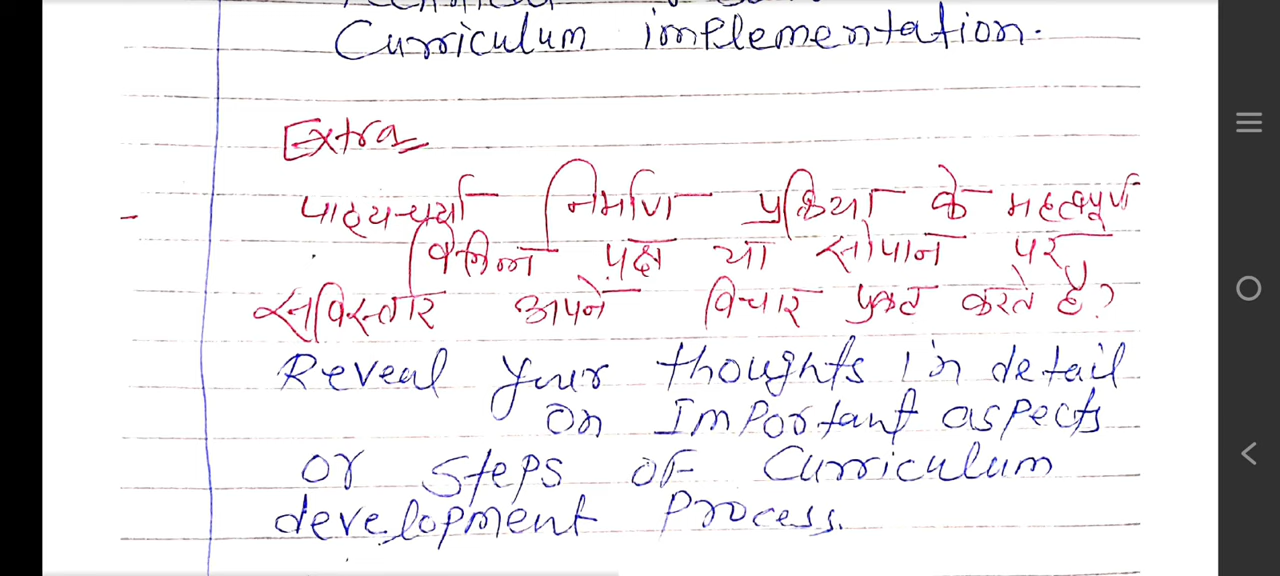 Curriculum implementation.
Extra
- पाठ्यचर्या निर्माण प्रक्रिया के महत्वपूर्ण
विभिन्न पक्ष या सोपान पर
सविस्तार अपने विचार प्रकट करते है?
Reveal your thoughts in detail
on Important aspects
or steps of Curriculum
development Process.